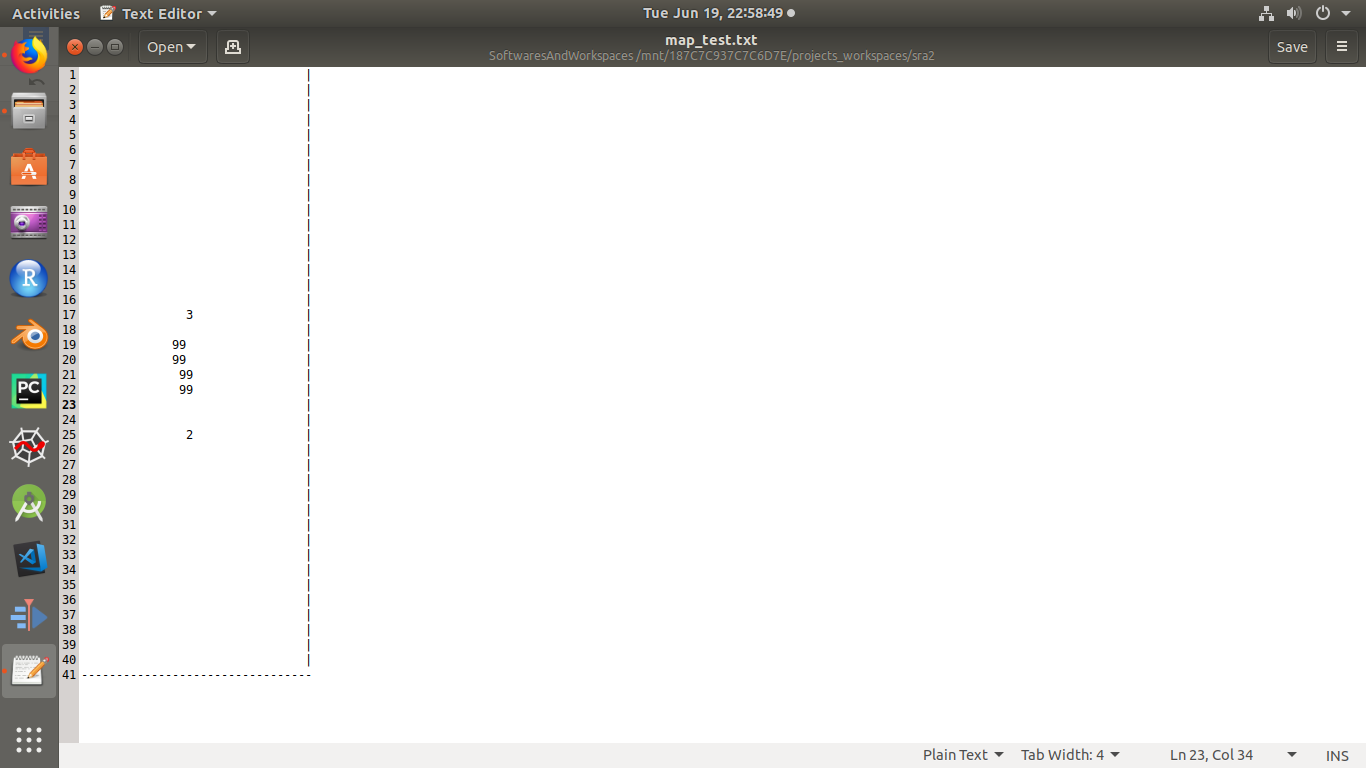 Activities Text Editor Tue Jun 19, 22:58:49
Open map_test.txt Save
SoftwaresAndWorkspaces /mnt/187C7C937C7C6D7E/projects_workspaces/sra2
1 |
2 |
3 |
4 |
5 |
6 |
7 |
8 |
9 |
10 |
11 |
12 |
13 |
14 |
15 |
16 |
17 3 |
18 |
19 99 |
20 99 |
21 99 |
22 99 |
23 |
24 |
25 2 |
26 |
27 |
28 |
29 |
30 |
31 |
32 |
33 |
34 |
35 |
36 |
37 |
38 |
39 |
40 |
41 ---------------------------------
R
PC
Plain Text Tab Width: 4 Ln 23, Col 34 INS